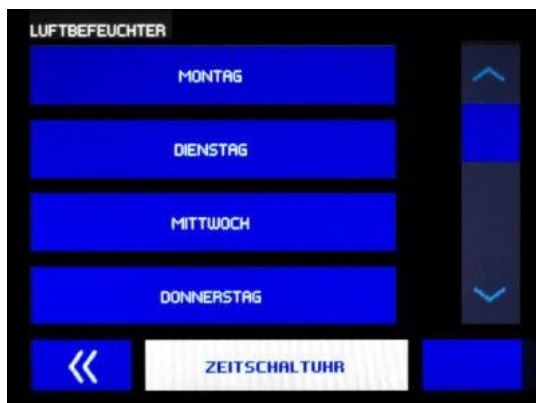 LUFTBEFEUCHTER
MONTAG
DIENSTAG
MITTWOCH
DONNERSTAG
ZEITSCHALTUHR